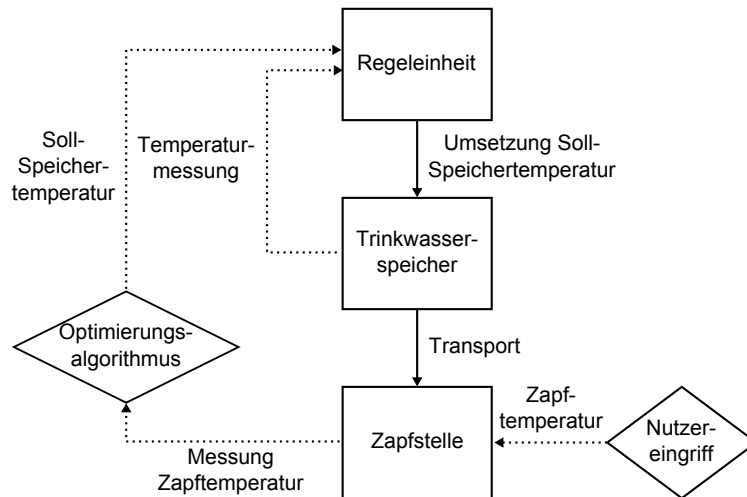 Regeleinheit
Soll-
Speicher-
temperatur
Temperatur-
messung
Umsetzung Soll-
Speichertemperatur
Trinkwasser-
speicher
Optimierungs-
algorithmus
Transport
Zapfstelle
Zapf-
temperatur
Nutzer-
eingriff
Messung
Zapftemperatur